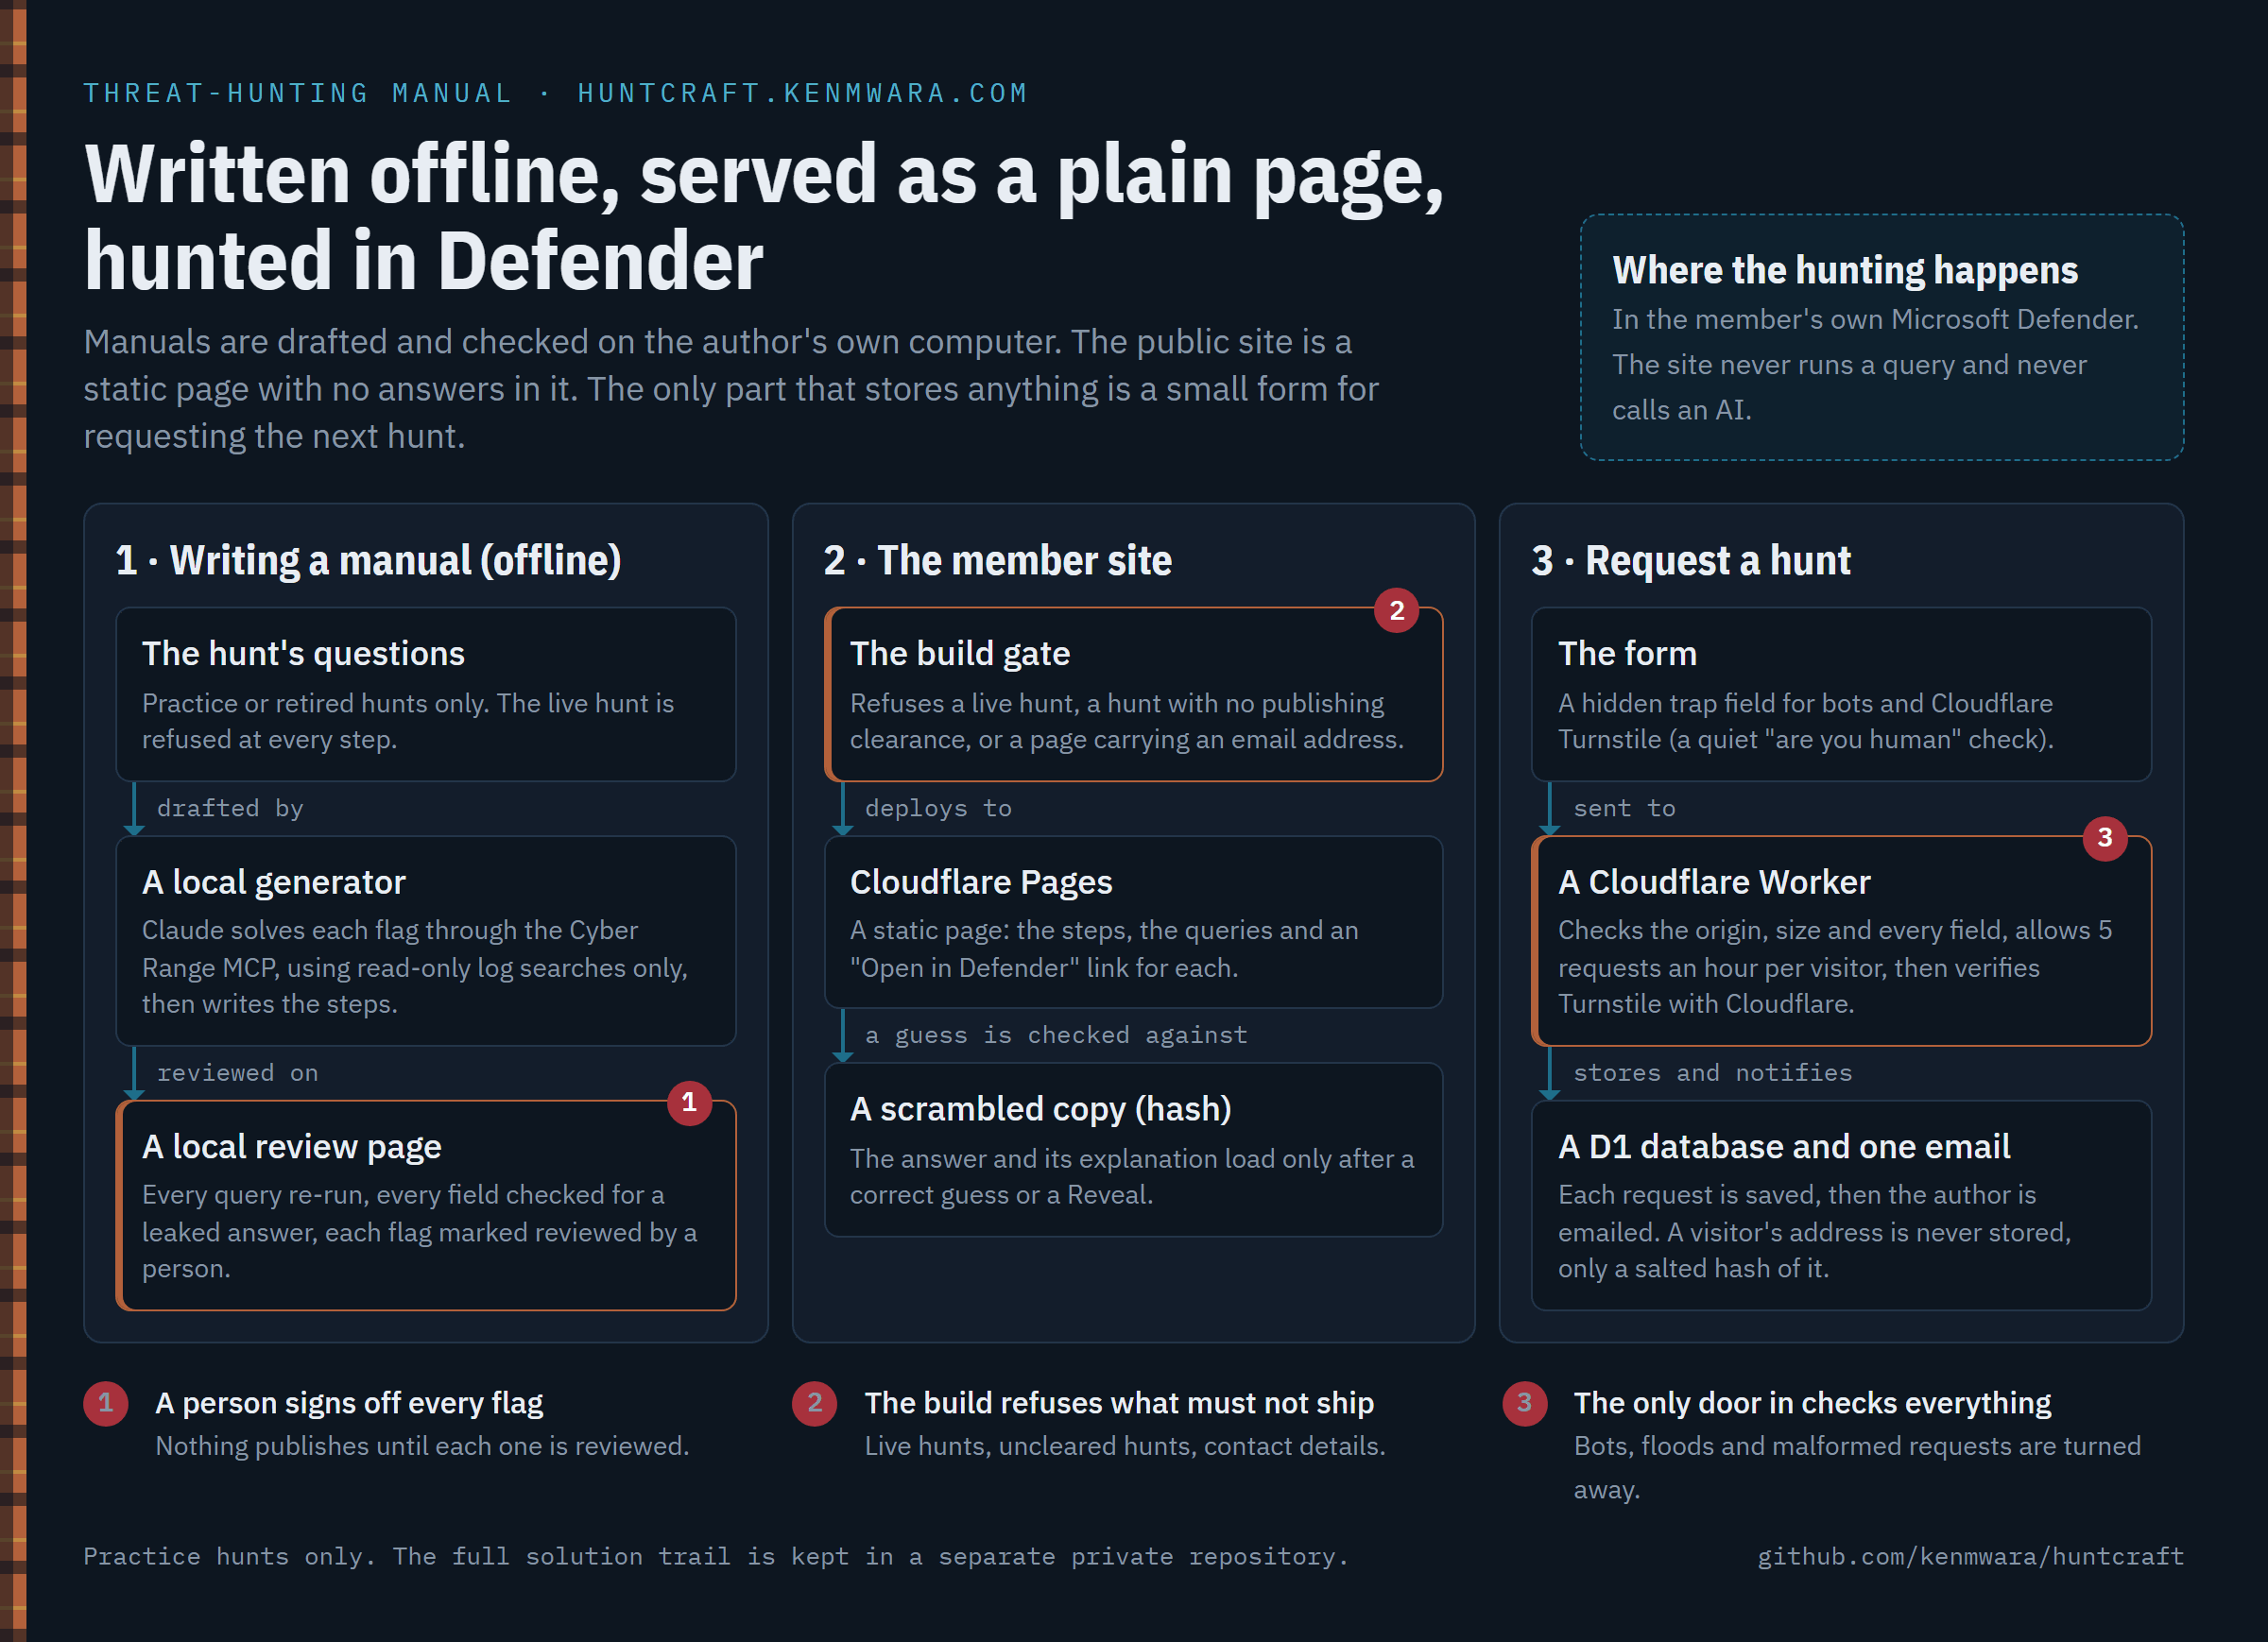 THREAT-HUNTING MANUAL · HUNTCRAFT.KENMWARA.COM
Written offline, served as a plain page,
hunted in Defender
Manuals are drafted and checked on the author's own computer. The public site is a
static page with no answers in it. The only part that stores anything is a small form for
requesting the next hunt.
Where the hunting happens
In the member's own Microsoft Defender.
The site never runs a query and never
calls an AI.
1 · Writing a manual (offline)
The hunt's questions
Practice or retired hunts only. The live hunt is
refused at every step.
drafted by
A local generator
Claude solves each flag through the Cyber
Range MCP, using read-only log searches only,
then writes the steps.
reviewed on
1
A local review page
Every query re-run, every field checked for a
leaked answer, each flag marked reviewed by a
person.
2 · The member site
2
The build gate
Refuses a live hunt, a hunt with no publishing
clearance, or a page carrying an email address.
deploys to
Cloudflare Pages
A static page: the steps, the queries and an
"Open in Defender" link for each.
a guess is checked against
A scrambled copy (hash)
The answer and its explanation load only after a
correct guess or a Reveal.
3 · Request a hunt
The form
A hidden trap field for bots and Cloudflare
Turnstile (a quiet "are you human" check).
sent to
3
A Cloudflare Worker
Checks the origin, size and every field, allows 5
requests an hour per visitor, then verifies
Turnstile with Cloudflare.
stores and notifies
A D1 database and one email
Each request is saved, then the author is
emailed. A visitor's address is never stored,
only a salted hash of it.
1 A person signs off every flag
Nothing publishes until each one is reviewed.
2 The build refuses what must not ship
Live hunts, uncleared hunts, contact details.
3 The only door in checks everything
Bots, floods and malformed requests are turned
away.
Practice hunts only. The full solution trail is kept in a separate private repository.
github.com/kenmwara/huntcraft